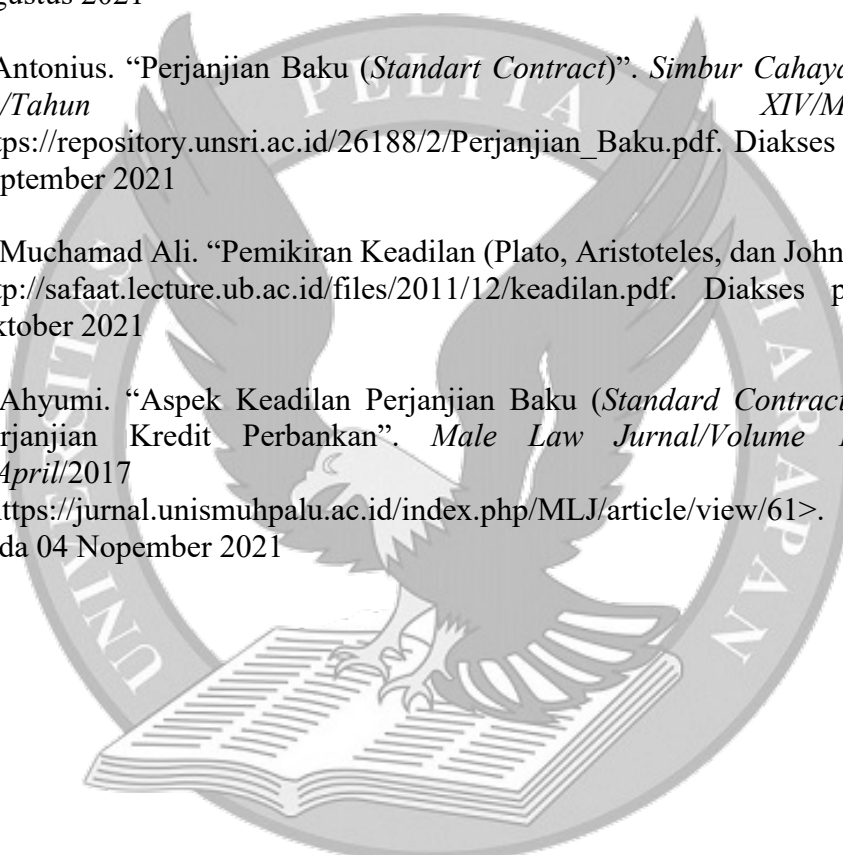 gustus 2021
Antonius. “Perjanjian Baku (Standart Contract)”. Simbur Cahaya
/Tahun XIV/M
tps://repository.unsri.ac.id/26188/2/Perjanjian_Baku.pdf. Diakses
ptember 2021
Muchamad Ali. “Pemikiran Keadilan (Plato, Aristoteles, dan John
tp://safaat.lecture.ub.ac.id/files/2011/12/keadilan.pdf. Diakses p
ktober 2021
Ahyumi. “Aspek Keadilan Perjanjian Baku (Standard Contract
rjanjian Kredit Perbankan”. Male Law Jurnal/Volume
April/2017
ttps://jurnal.unismuhpalu.ac.id/index.php/MLJ/article/view/61>.
da 04 Nopember 2021
UNIVERSITAS PELITA HARAPAN